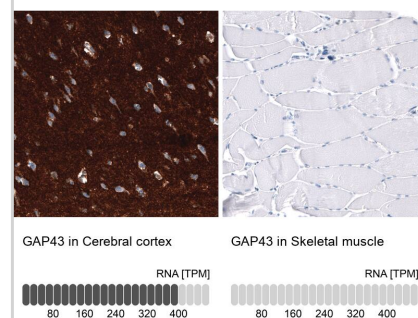 GAP43 in Cerebral cortex
GAP43 in Skeletal muscle
RNA [TPM]
RNA [TPM]
80 160 240 320 400
80 160 240 320 400